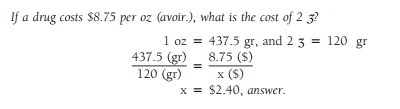 If a drug costs $8.75 per oz (avoir.), what is the cost of 2 ʒ?
1 oz = 437.5 gr, and 2 ʒ = 120 gr
437.5 (gr) = 8.75 ($)
120 (gr) x ($)
x = $2.40, answer.